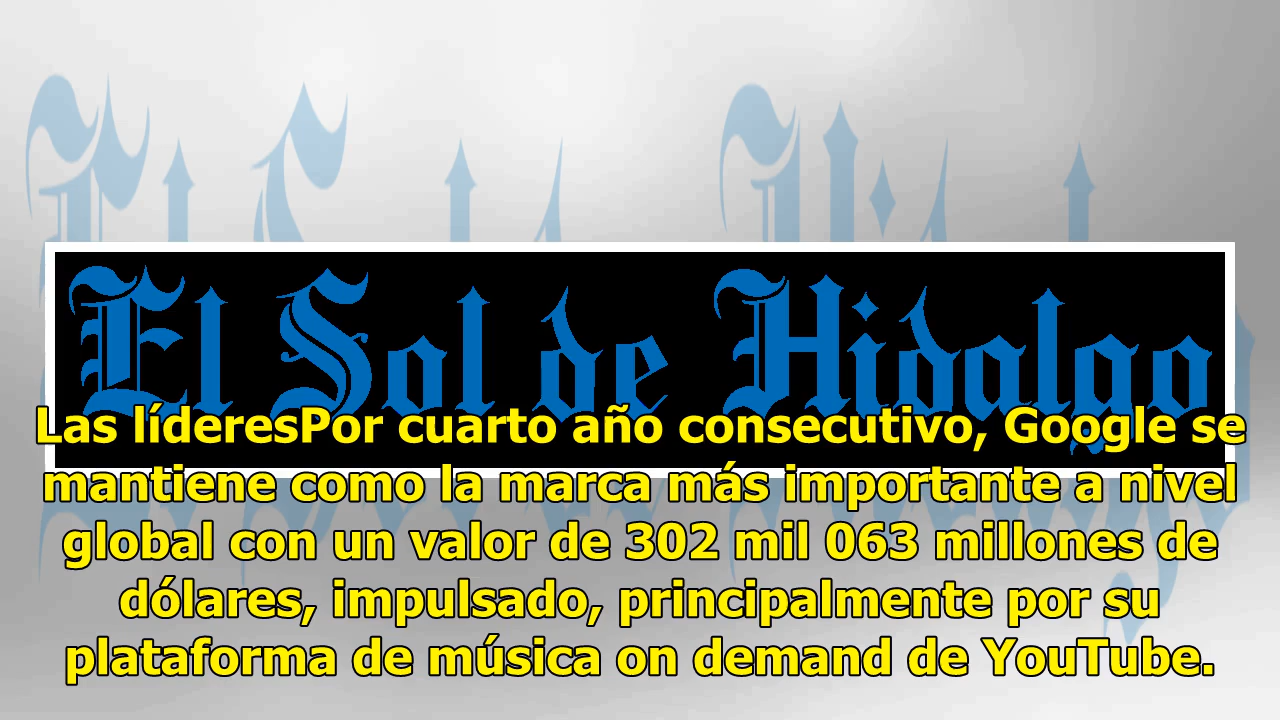 El Sol de Hidalgo
Las líderesPor cuarto año consecutivo, Google se
mantiene como la marca más importante a nivel
global con un valor de 302 mil 063 millones de
dólares, impulsado, principalmente por su
plataforma de música on demand de YouTube.